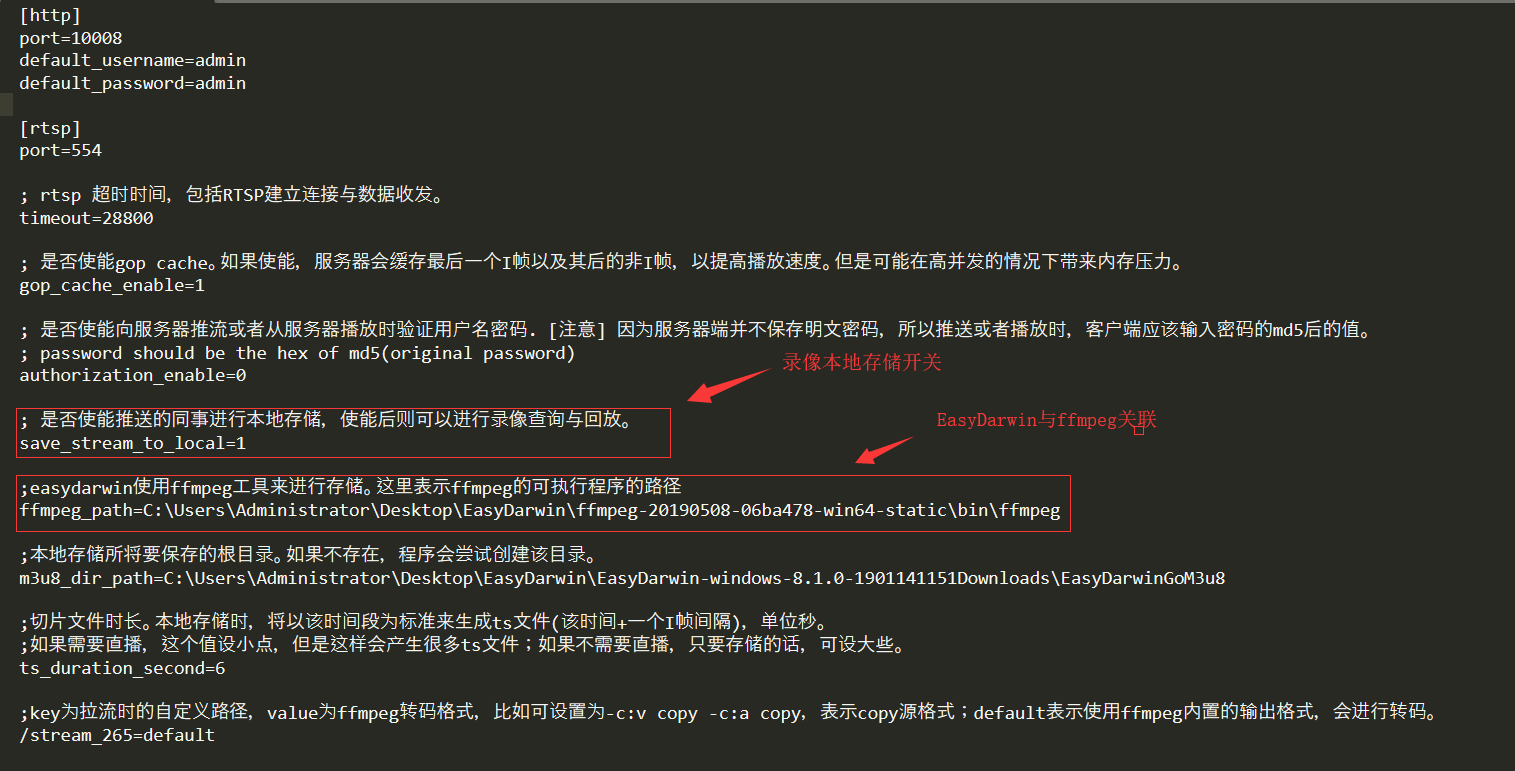 [http]
port=10008
default_username=admin
default_password=admin
[rtsp]
port=554
; rtsp 超时时间，包括RTSP建立连接与数据收发。
timeout=28800
; 是否使能gop cache。如果使能，服务器会缓存最后一个I帧以及其后的非I帧，以提高播放速度。但是可能在高并发的情况下带来内存压力。
gop_cache_enable=1
; 是否使能向服务器推流或者从服务器播放时验证用户名密码. [注意] 因为服务器端并不保存明文密码，所以推送或者播放时，客户端应该输入密码的md5后的值。
; password should be the hex of md5(original password)
authorization_enable=0
录像本地存储开关
; 是否使能推送的同事进行本地存储，使能后则可以进行录像查询与回放。
save_stream_to_local=1
EasyDarwin与ffmpeg关联
;easydarwin使用ffmpeg工具来进行存储。这里表示ffmpeg的可执行程序的路径
ffmpeg_path=C:\Users\Administrator\Desktop\EasyDarwin\ffmpeg-20190508-06ba478-win64-static\bin\ffmpeg
;本地存储所将要保存的根目录。如果不存在，程序会尝试创建该目录。
m3u8_dir_path=C:\Users\Administrator\Desktop\EasyDarwin\EasyDarwin-windows-8.1.0-1901141151Downloads\EasyDarwinGoM3u8
;切片文件时长。本地存储时，将以该时间段为标准来生成ts文件(该时间+一个I帧间隔)，单位秒。
;如果需要直播，这个值设小点，但是这样会产生很多ts文件；如果不需要直播，只要存储的话，可设大些。
ts_duration_second=6
;key为拉流时的自定义路径，value为ffmpeg转码格式，比如可设置为-c:v copy -c:a copy，表示copy源格式；default表示使用ffmpeg内置的输出格式，会进行转码。
/stream_265=default